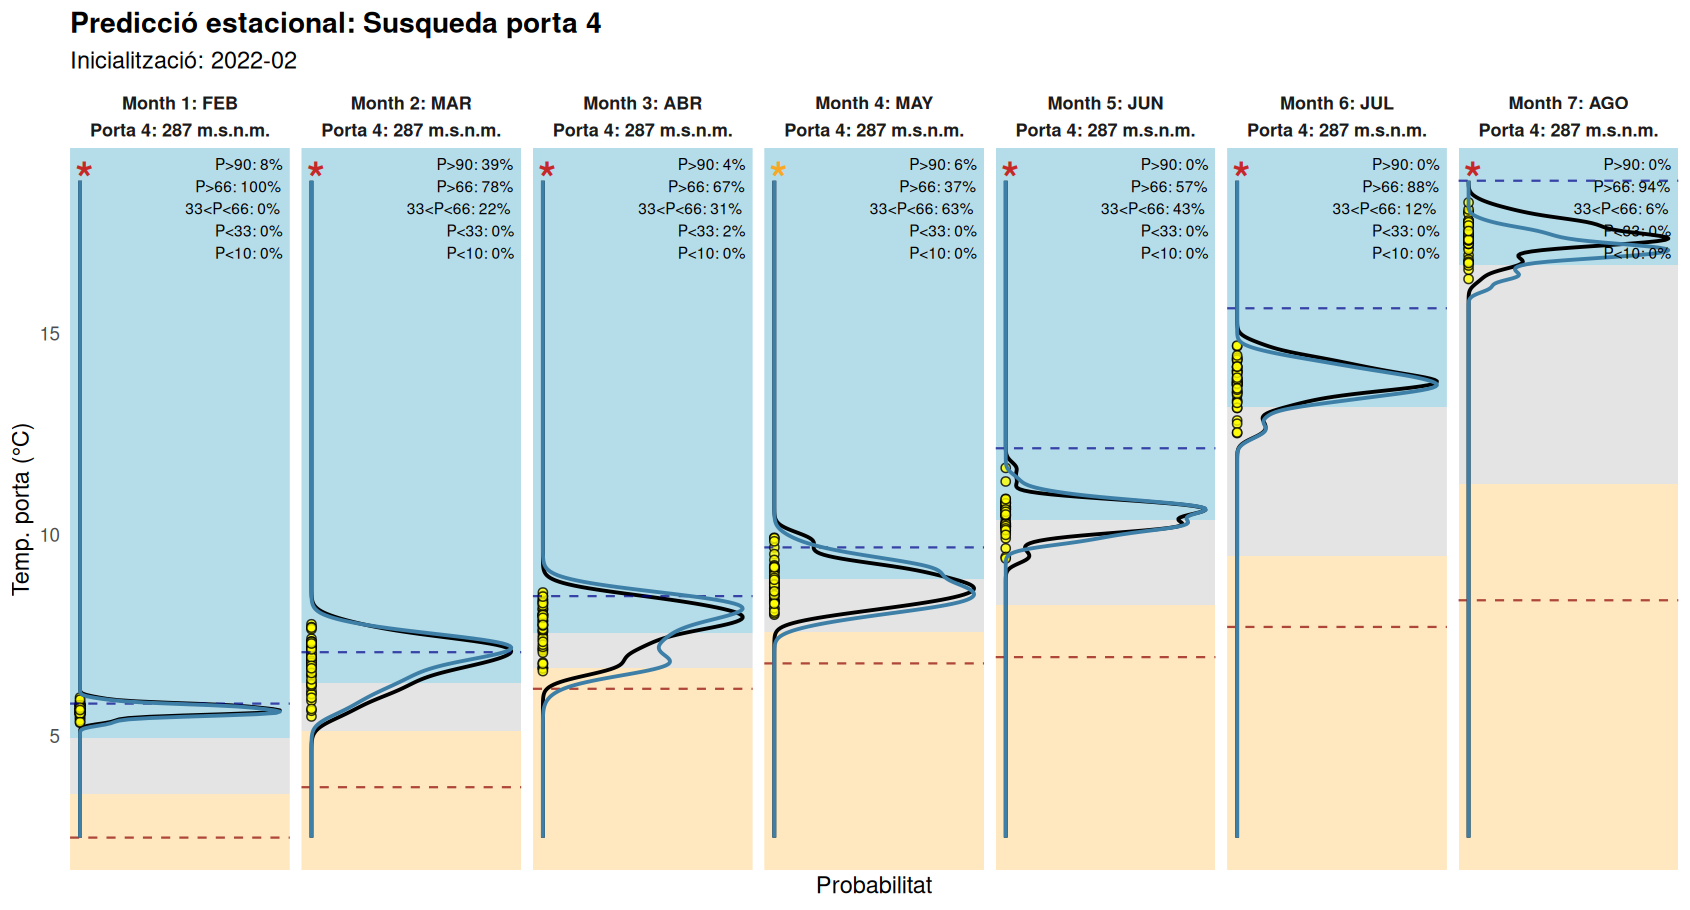 Predicció estacional: Susqueda porta 4
Inicialització: 2022-02
Month 1: FEB
Porta 4: 287 m.s.n.m.
Month 2: MAR
Porta 4: 287 m.s.n.m.
Month 3: ABR
Porta 4: 287 m.s.n.m.
Month 4: MAY
Porta 4: 287 m.s.n.m.
Month 5: JUN
Porta 4: 287 m.s.n.m.
Month 6: JUL
Porta 4: 287 m.s.n.m.
Month 7: AGO
Porta 4: 287 m.s.n.m.
*
P>90: 8%
P>66: 100%
33<P<66: 0%
P<33: 0%
P<10: 0%
*
P>90: 39%
P>66: 78%
33<P<66: 22%
P<33: 0%
P<10: 0%
*
P>90: 4%
P>66: 67%
33<P<66: 31%
P<33: 2%
P<10: 0%
*
P>90: 6%
P>66: 37%
33<P<66: 63%
P<33: 0%
P<10: 0%
*
P>90: 0%
P>66: 57%
33<P<66: 43%
P<33: 0%
P<10: 0%
*
P>90: 0%
P>66: 88%
33<P<66: 12%
P<33: 0%
P<10: 0%
*
P>90: 0%
P>66: 94%
33<P<66: 6%
P<33: 0%
P<10: 0%
15
10
5
Temp. porta (°C)
Probabilitat